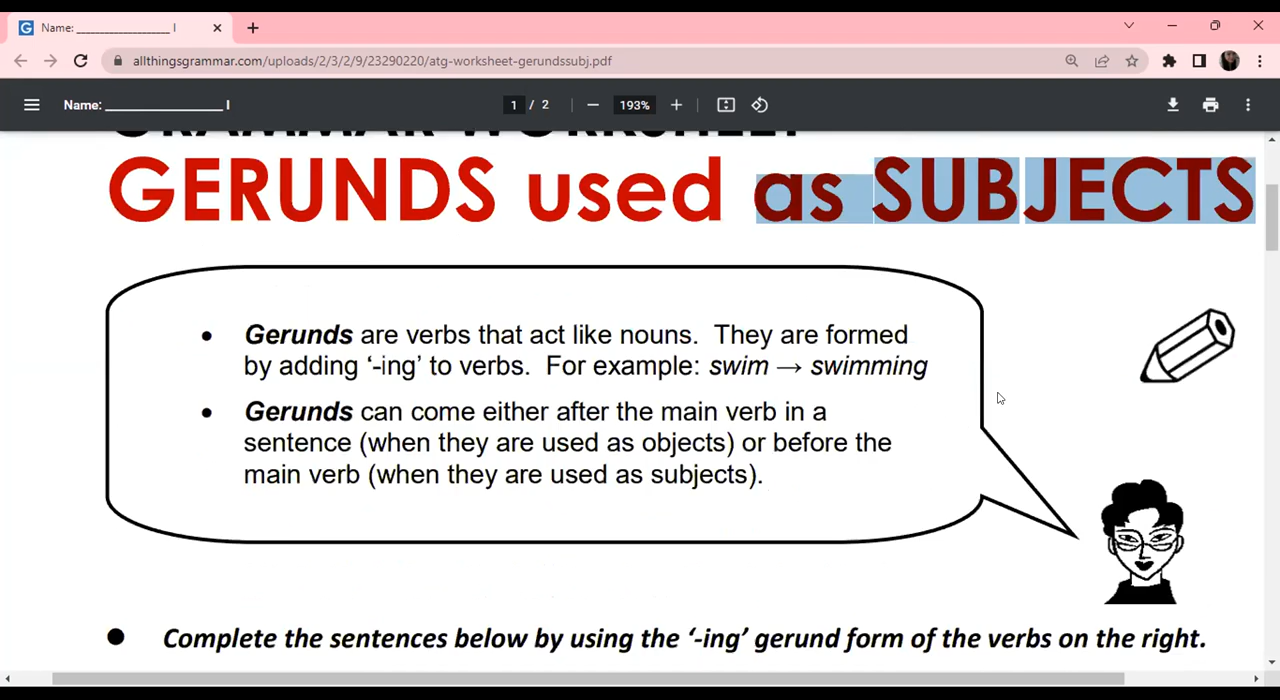 Name: ____________________ I
allthingsgrammar.com/uploads/2/3/2/9/23290220/atg-worksheet-gerundssubj.pdf
Name: ____________________ I
1 / 2
193%
GRAMMAR WORKSHEET
GERUNDS used as SUBJECTS
• Gerunds are verbs that act like nouns. They are formed
by adding ‘-ing’ to verbs. For example: swim → swimming
• Gerunds can come either after the main verb in a
sentence (when they are used as objects) or before the
main verb (when they are used as subjects).
● Complete the sentences below by using the ‘-ing’ gerund form of the verbs on the right.